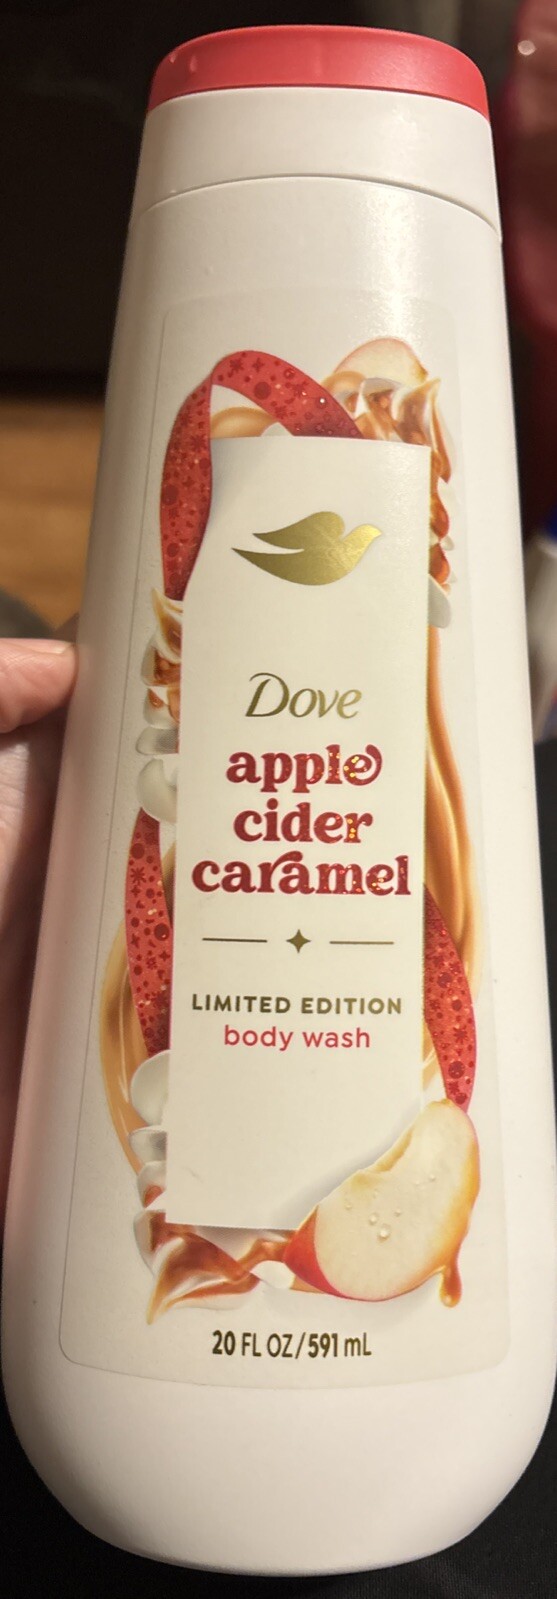 Dove
apple
cider
caramel
LIMITED EDITION
body wash
20 FL OZ/591 mL